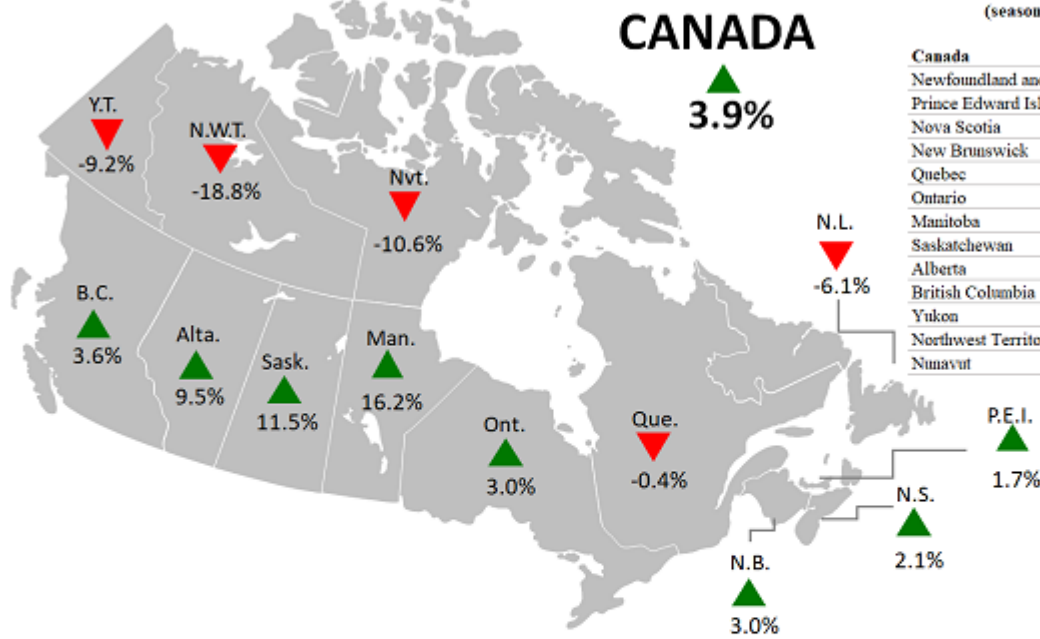 CANADA
3.9%
Y.T.
-9.2%
N.W.T.
-18.8%
Nvt.
-10.6%
B.C.
3.6%
Alta.
9.5%
Sask.
11.5%
Man.
16.2%
Ont.
3.0%
Que.
-0.4%
N.L.
-6.1%
P.E.I.
1.7%
N.S.
2.1%
N.B.
3.0%
(season
Canada
Newfoundland and
Prince Edward Isl
Nova Scotia
New Brunswick
Quebec
Ontario
Manitoba
Saskatchewan
Alberta
British Columbia
Yukon
Northwest Territo
Nunavut